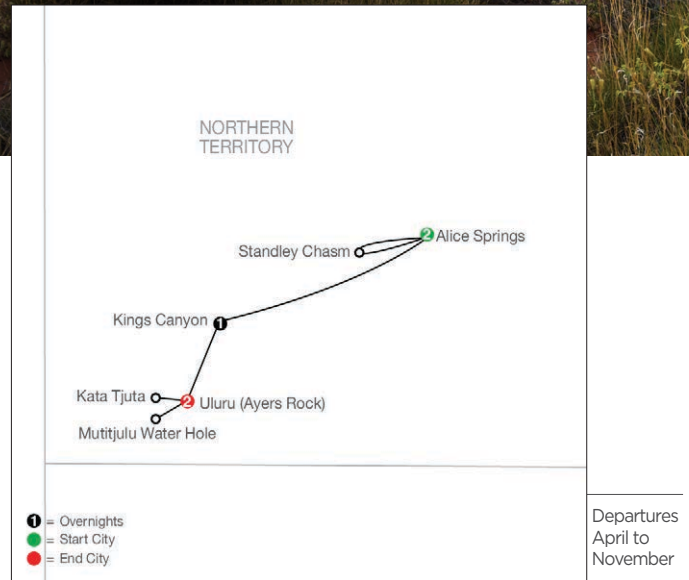 NORTHERN
TERRITORY
2 Alice Springs
Standley Chasm
Kings Canyon 1
Kata Tjuta
2 Uluru (Ayers Rock)
Mutitjulu Water Hole
1 = Overnights
= Start City
= End City
Departures
April to
November